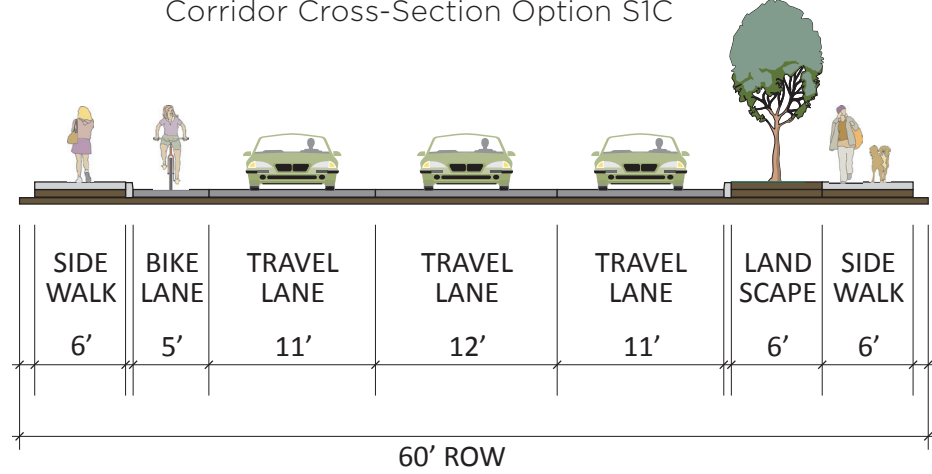 Corridor Cross-Section Option S1C
SIDE WALK
BIKE LANE
TRAVEL LANE
TRAVEL LANE
TRAVEL LANE
LAND SCAPE
SIDE WALK
6’
5’
11’
12’
11’
6’
6’
60’ ROW